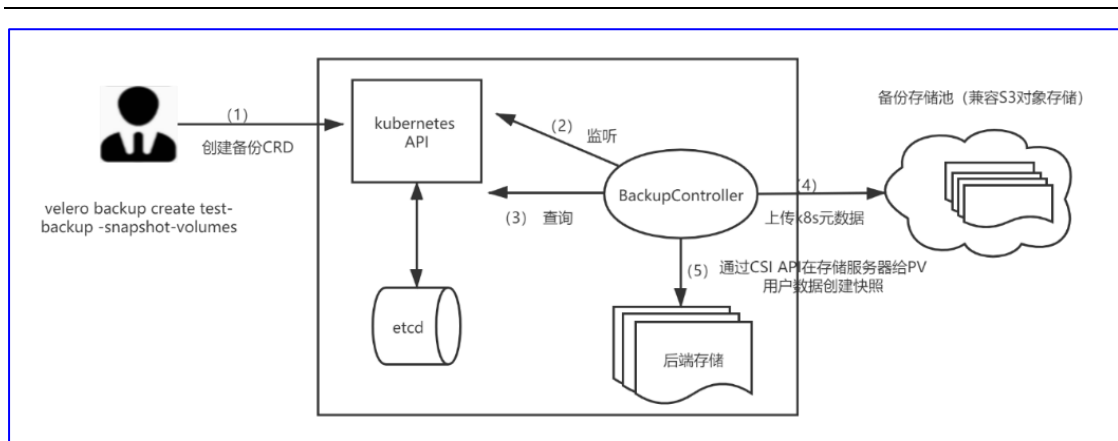 (1)
创建备份CRD
velero backup create test-
backup -snapshot-volumes
kubernetes
API
etcd
(2) 监听
(3) 查询
BackupController
(4)
上传k8s元数据
备份存储池（兼容S3对象存储）
(5) 通过CSI API在存储服务器给PV
用户数据创建快照
后端存储